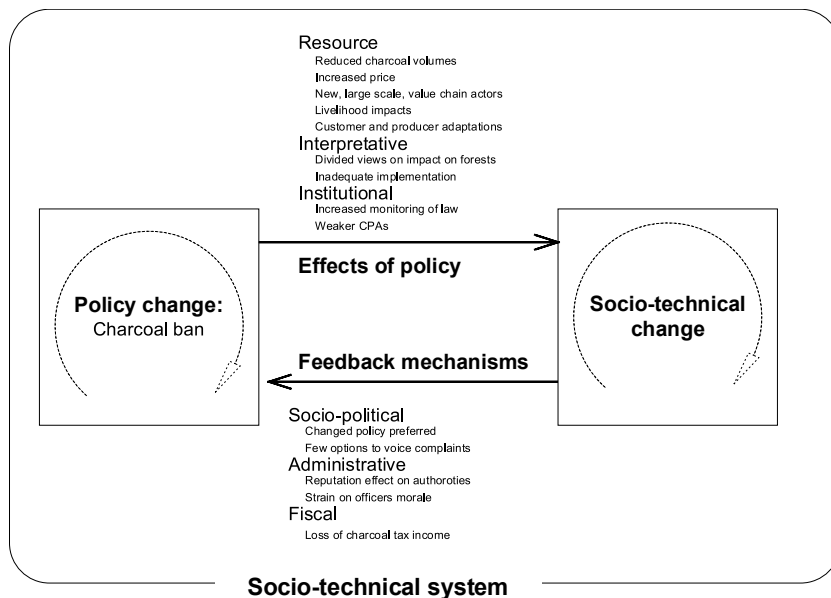 Resource
Reduced charcoal volumes
Increased price
New, large scale, value chain actors
Livelihood impacts
Customer and producer adaptations
Interpretative
Divided views on impact on forests
Inadequate implementation
Institutional
Increased monitoring of law
Weaker CPAs
Effects of policy
Policy change:
Charcoal ban
Socio-technical
change
Feedback mechanisms
Socio-political
Changed policy preferred
Few options to voice complaints
Administrative
Reputation effect on authoroties
Strain on officers morale
Fiscal
Loss of charcoal tax income
Socio-technical system